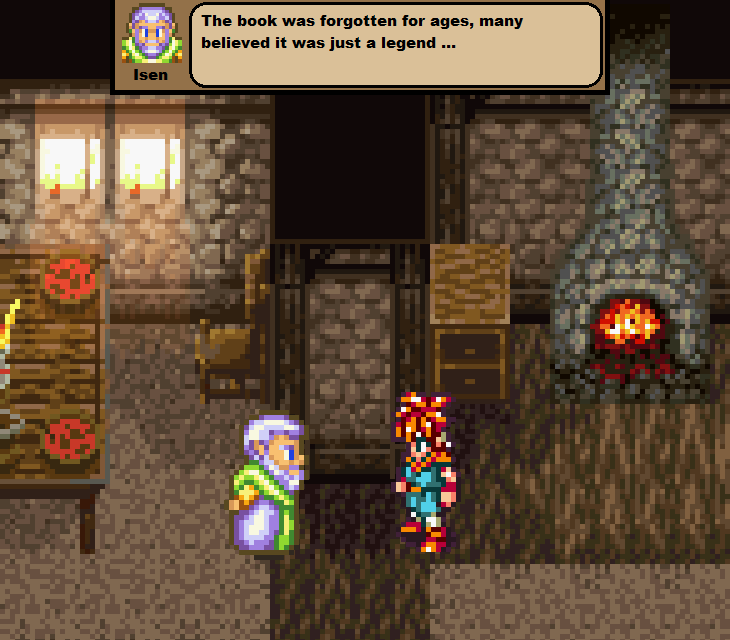 The book was forgotten for ages, many
believed it was just a legend ...
Isen